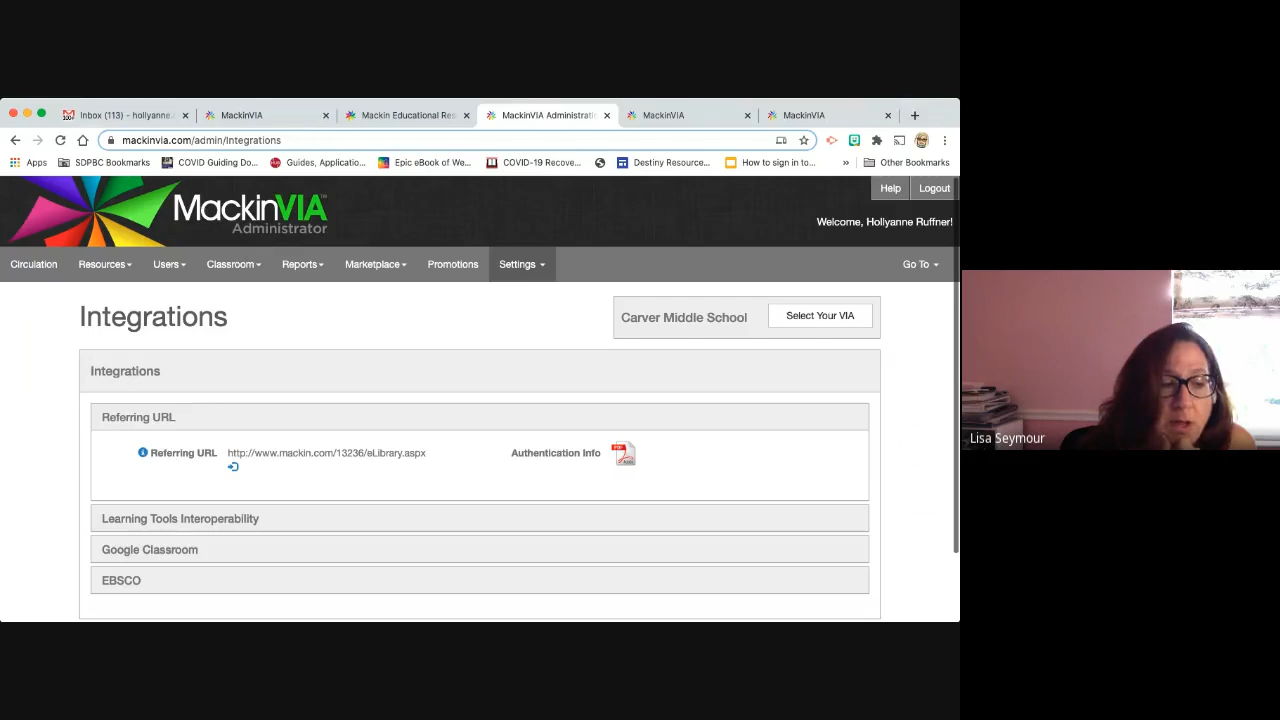 Inbox (113) - hollyanne.
MackinVIA
Mackin Educational Res
MackinVIA Administratio
MackinVIA
MackinVIA
mackinvia.com/admin/Integrations
Apps
SDPBC Bookmarks
COVID Guiding Do...
Guides, Applicatio...
Epic eBook of We...
COVID-19 Recove...
Destiny Resource...
How to sign in to...
»
Other Bookmarks
MackinVIA™
Administrator
Help
Logout
Welcome, Hollyanne Ruffner!
Circulation
Resources
Users
Classroom
Reports
Marketplace
Promotions
Settings
Go To
Integrations
Carver Middle School
Select Your VIA
Integrations
Referring URL
Referring URL
http://www.mackin.com/13236/eLibrary.aspx
Authentication Info
Learning Tools Interoperability
Google Classroom
EBSCO
Lisa Seymour